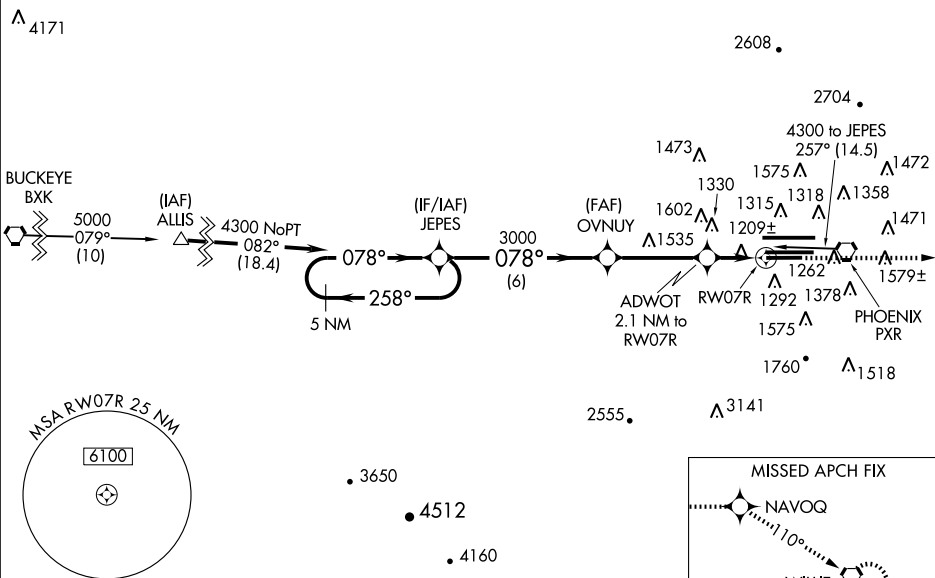 4171
2608
2704
4300 to JEPES
257° (14.5)
1473
1575
1472
1330
BUCKEYE
BXK
5000
079°
(10)
(IAF)
ALLIS
4300 NoPT
082°
(18.4)
(IF/IAF)
JEPES
3000
078°
(6)
(FAF)
OVNUY
1602
1315
1318
1358
1535
1209±
1471
078°
258°
5 NM
ADWOT
2.1 NM to
RW07R
RW07R
1262
1292
1378
1579±
PHOENIX
PXR
1575
1760
1518
2555
3141
MSA RW07R 25 NM
6100
3650
4512
4160
MISSED APCH FIX
NAVOQ
110°